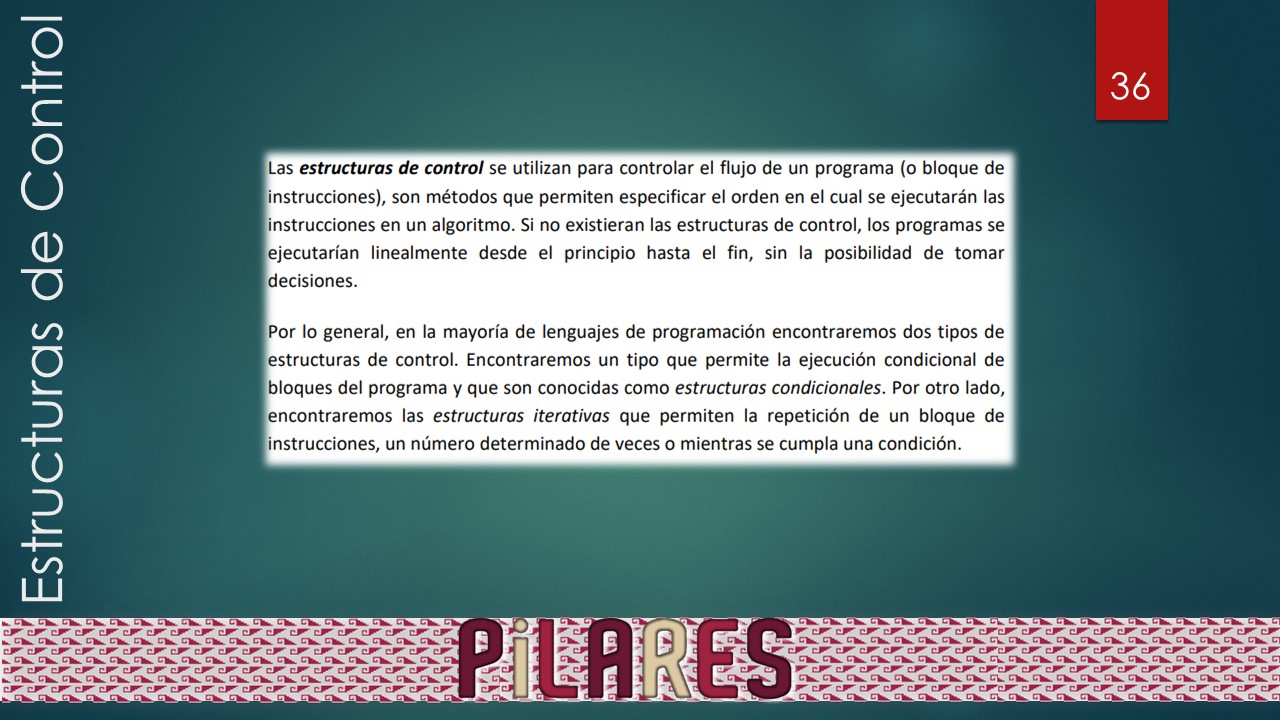 Estructuras de Control
36
Las estructuras de control se utilizan para controlar el flujo de un programa (o bloque de
instrucciones), son métodos que permiten especificar el orden en el cual se ejecutarán las
instrucciones en un algoritmo. Si no existieran las estructuras de control, los programas se
ejecutarían linealmente desde el principio hasta el fin, sin la posibilidad de tomar
decisiones.
Por lo general, en la mayoría de lenguajes de programación encontraremos dos tipos de
estructuras de control. Encontraremos un tipo que permite la ejecución condicional de
bloques del programa y que son conocidas como estructuras condicionales. Por otro lado,
encontraremos las estructuras iterativas que permiten la repetición de un bloque de
instrucciones, un número determinado de veces o mientras se cumpla una condición.
PiLARES